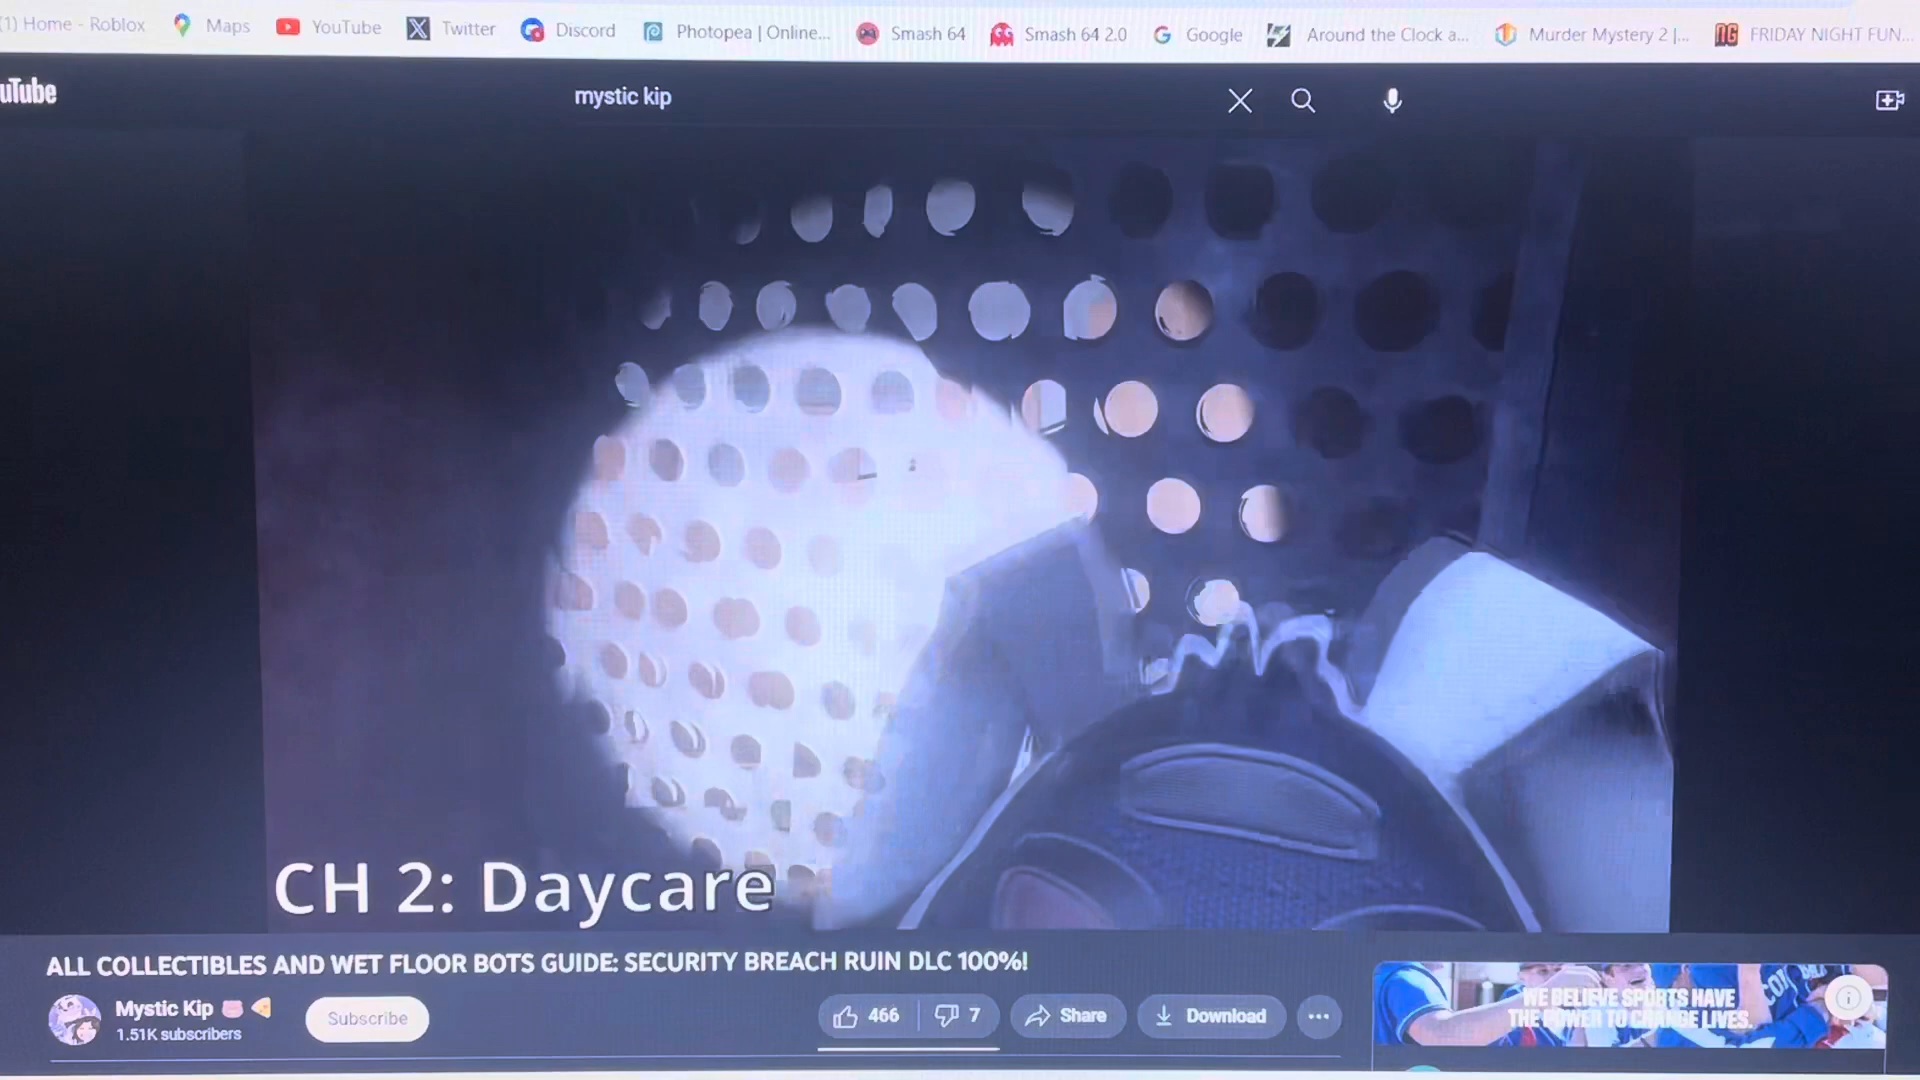 (1) Home - Roblox
Maps
YouTube
Twitter
Discord
Photopea | Online...
Smash 64
Smash 64 2.0
Google
Around the Clock a...
Murder Mystery 2 |...
FRIDAY NIGHT FUN...
uTube
mystic kip
CH 2: Daycare
ALL COLLECTIBLES AND WET FLOOR BOTS GUIDE: SECURITY BREACH RUIN DLC 100%!
Mystic Kip
1.51K subscribers
Subscribe
466
7
Share
Download
WE BELIEVE SPORTS HAVE
THE POWER TO CHANGE LIVES.